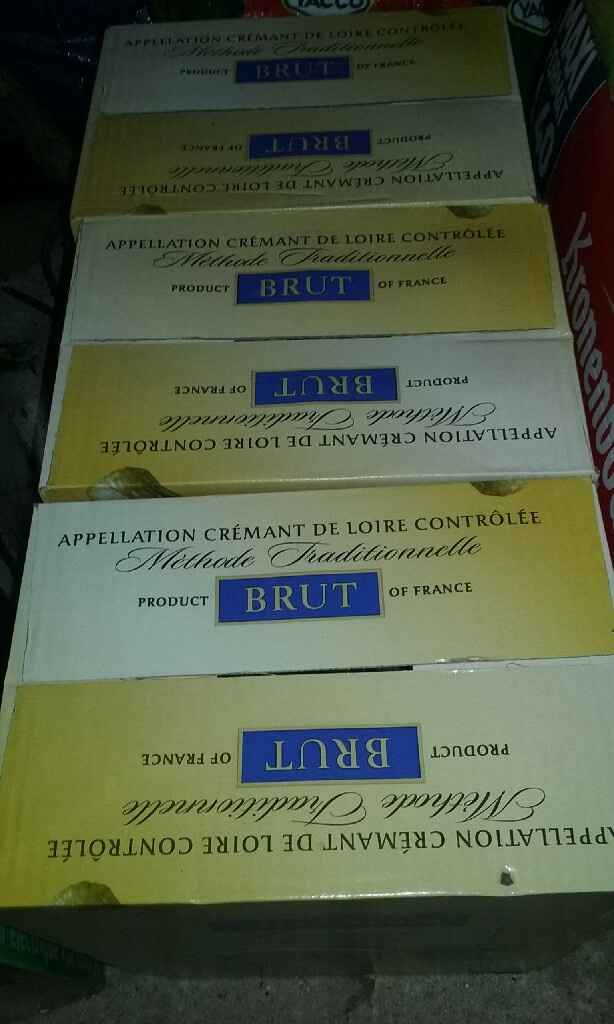 YACCO
APPELLATION CRÉMANT DE LOIRE CONTRÔLÉE
Méthode Traditionnelle
PRODUCT BRUT OF FRANCE
PRODUCT BRUT OF FRANCE
Méthode Traditionnelle
APPELLATION CRÉMANT DE LOIRE CONTRÔLÉE
APPELLATION CRÉMANT DE LOIRE CONTRÔLÉE
Méthode Traditionnelle
PRODUCT BRUT OF FRANCE
PRODUCT BRUT OF FRANCE
Méthode Traditionnelle
APPELLATION CRÉMANT DE LOIRE CONTRÔLÉE
APPELLATION CRÉMANT DE LOIRE CONTRÔLÉE
Méthode Traditionnelle
PRODUCT BRUT OF FRANCE
PRODUCT BRUT OF FRANCE
Méthode Traditionnelle
APPELLATION CRÉMANT DE LOIRE CONTRÔLÉE
MAXI
Kronenbou